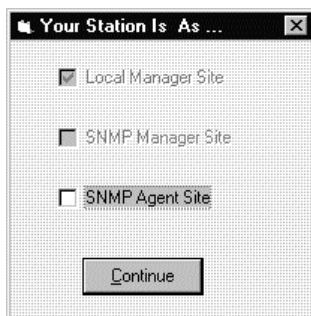 Your Station Is As ...
Local Manager Site
SNMP Manager Site
SNMP Agent Site
Continue